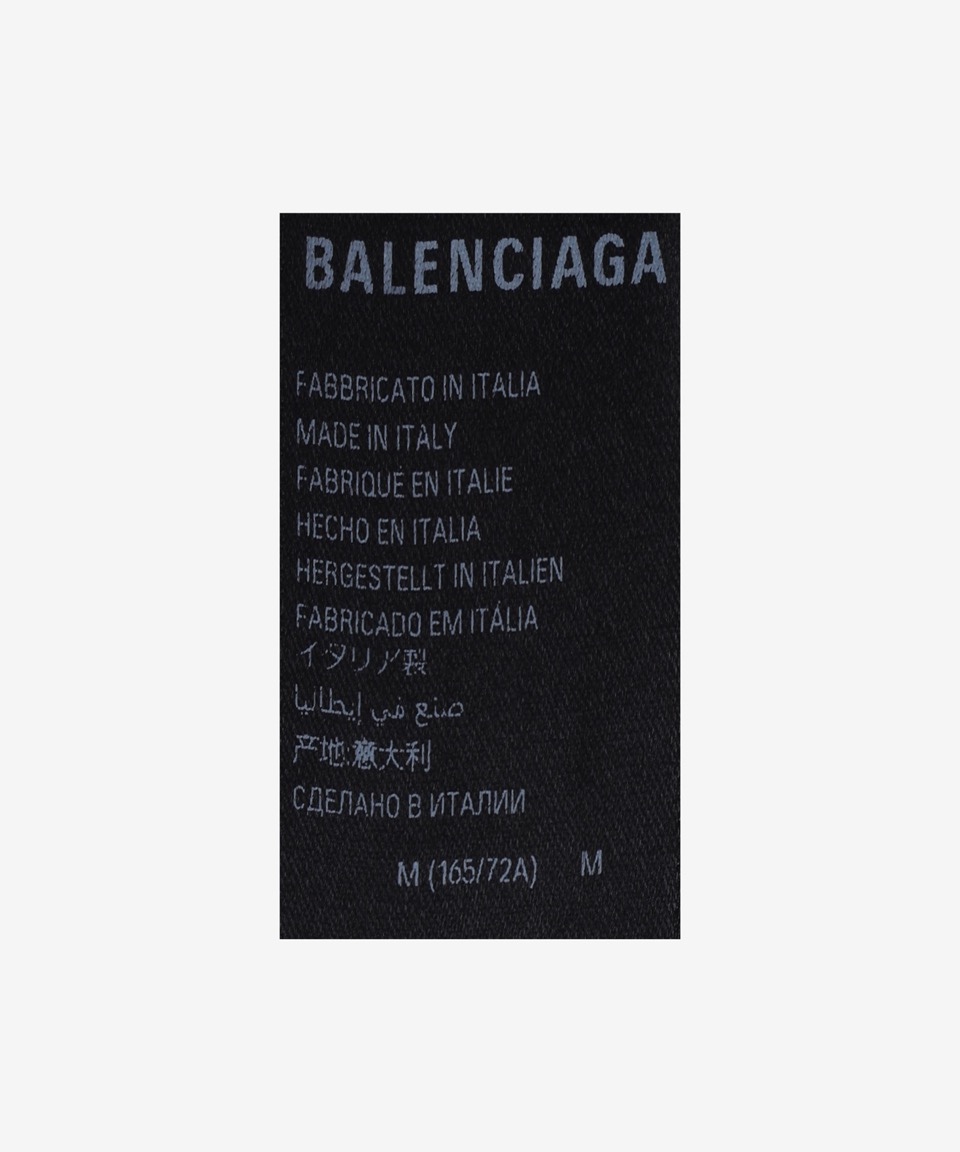 BALENCIAGA
FABBRICATO IN ITALIA
MADE IN ITALY
FABRIQUÉ EN ITALIE
HECHO EN ITALIA
HERGESTELLT IN ITALIEN
FABRICADO EM ITÁLIA
イタリア製
صنع في إيطاليا
产地:意大利
СДЕЛАНО В ИТАЛИИ
M (165/72A) M